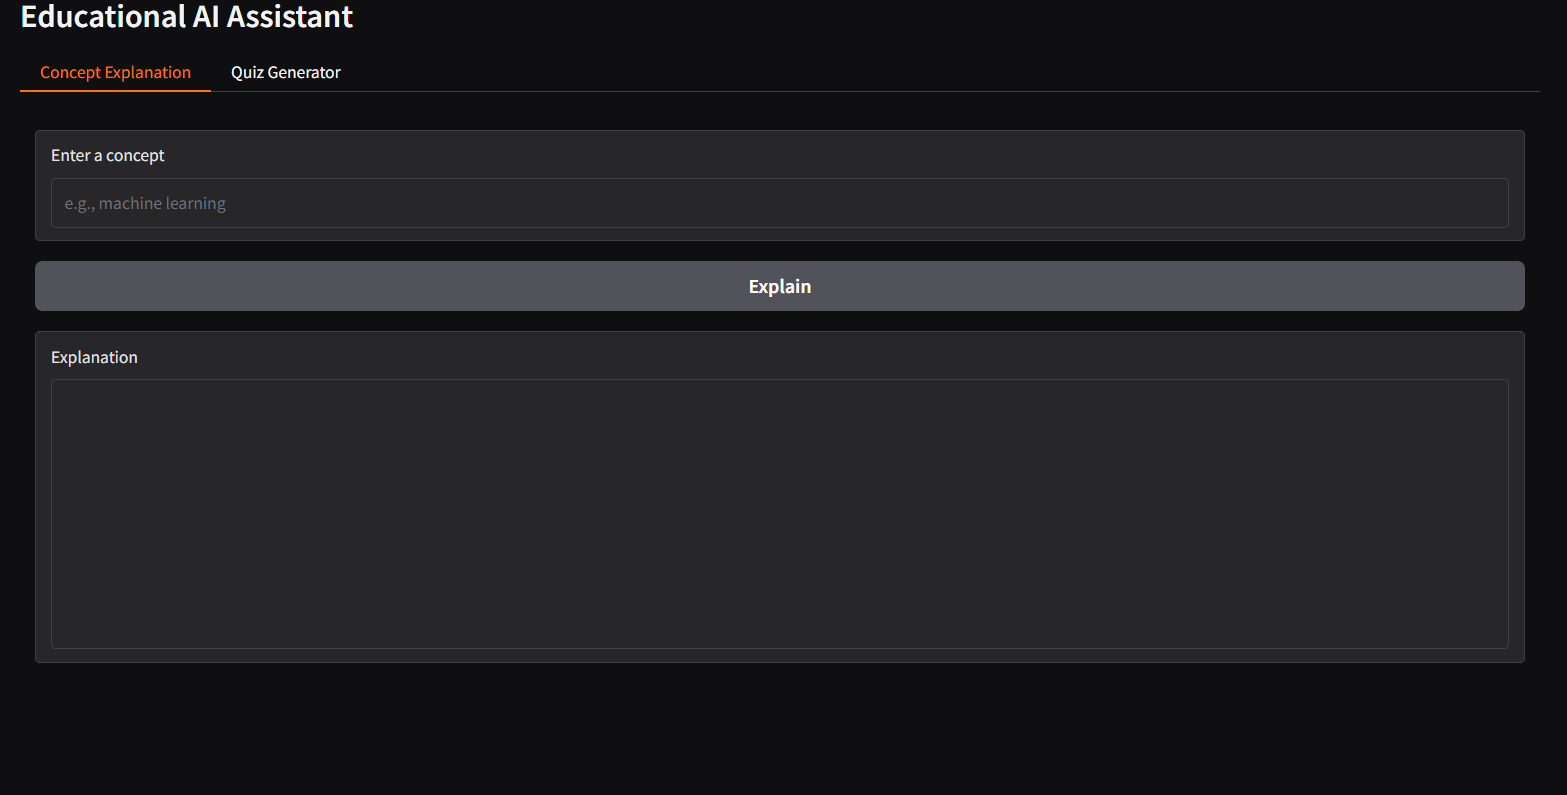 Educational AI Assistant
Concept Explanation Quiz Generator
Enter a concept
e.g., machine learning
Explain
Explanation